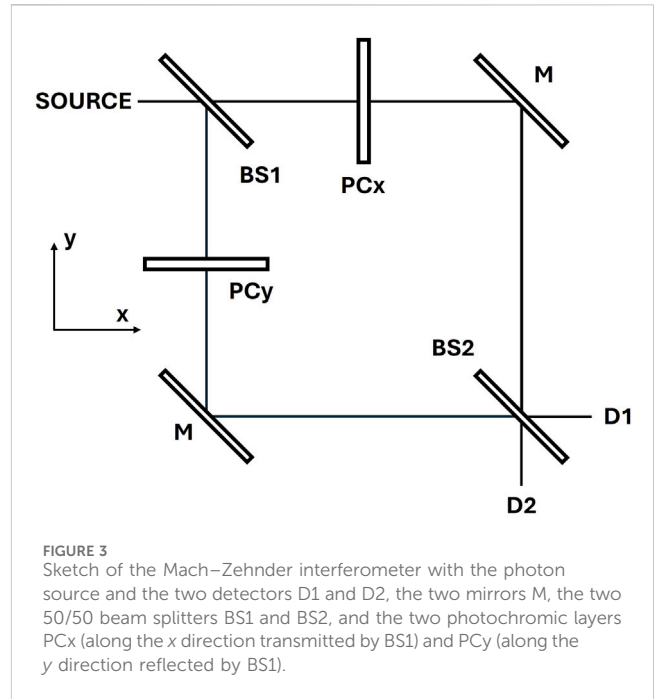 SOURCE
M
BS1
PCx
y
PCy
x
BS2
M
D1
D2
FIGURE 3
Sketch of the Mach–Zehnder interferometer with the photon
source and the two detectors D1 and D2, the two mirrors M, the two
50/50 beam splitters BS1 and BS2, and the two photochromic layers
PCx (along the x direction transmitted by BS1) and PCy (along the
y direction reflected by BS1).